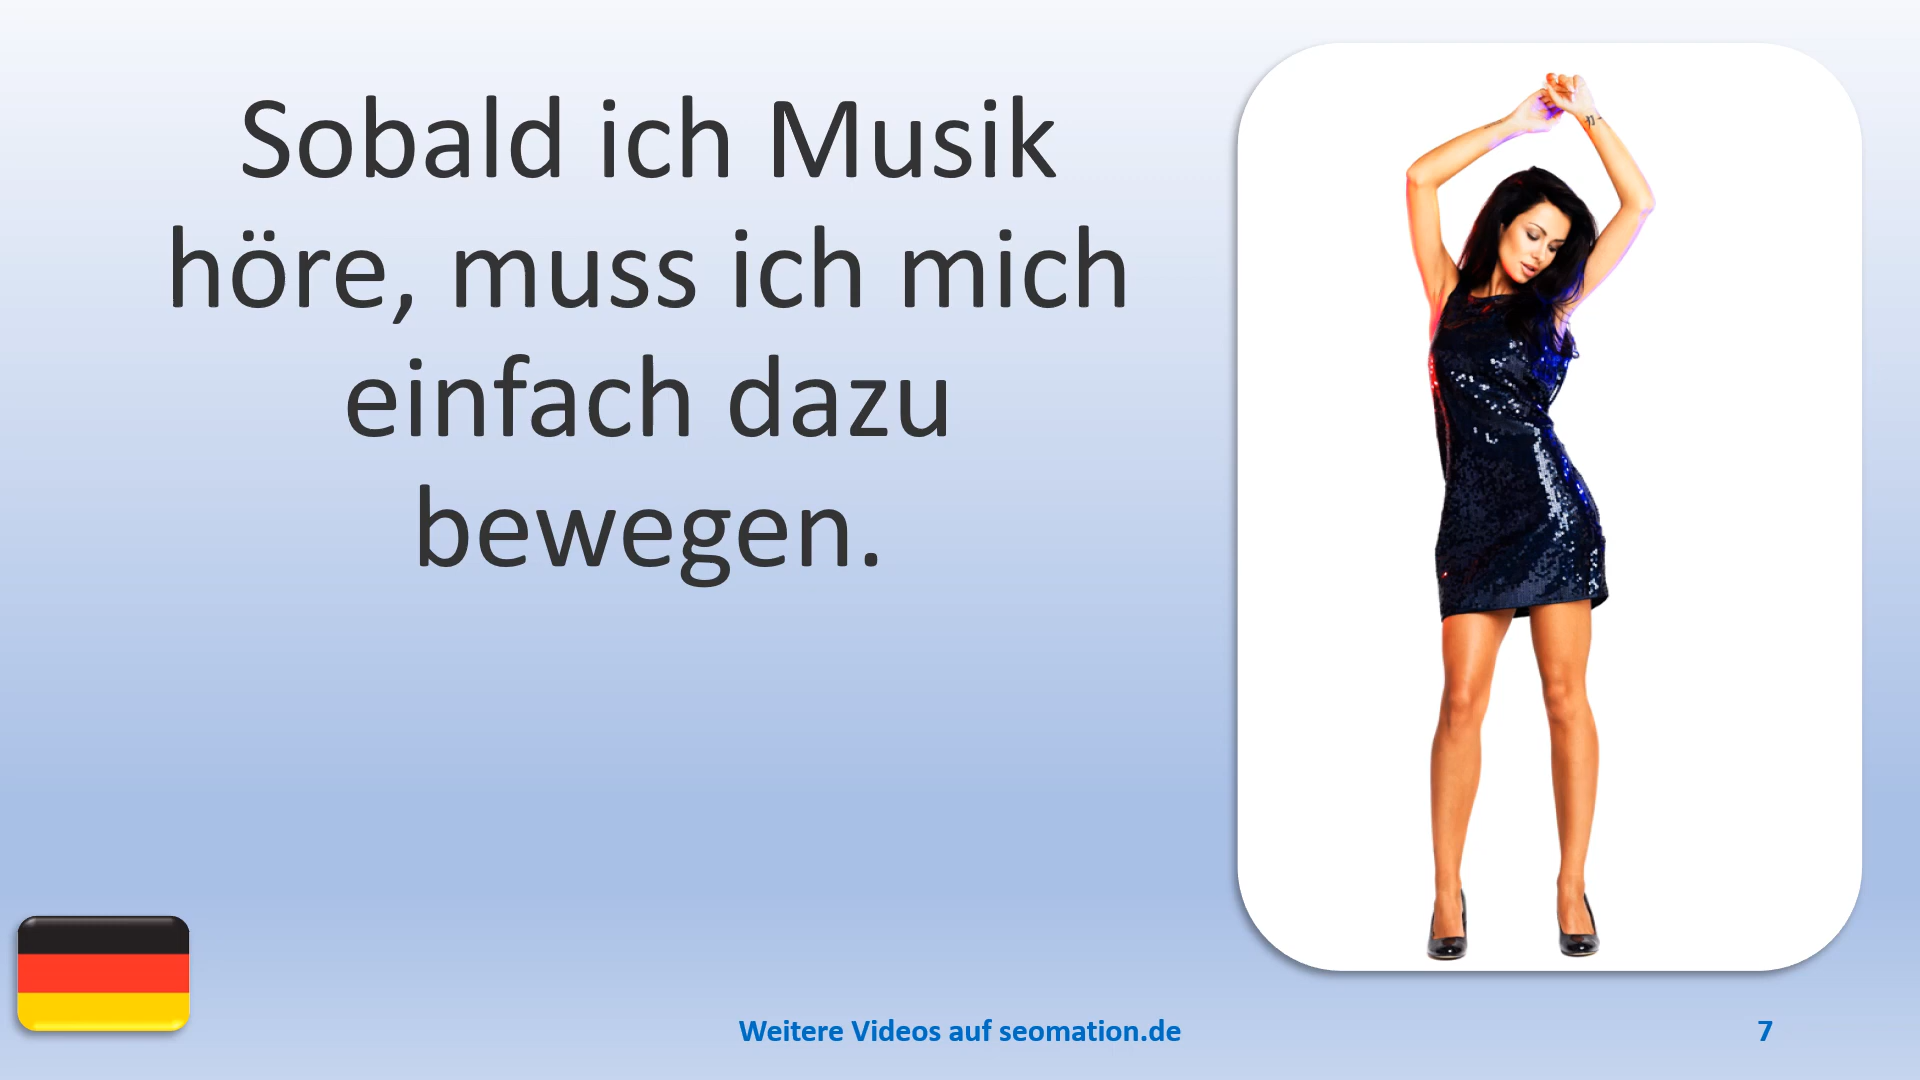 Sobald ich Musik
höre, muss ich mich
einfach dazu
bewegen.
Weitere Videos auf seomation.de
7